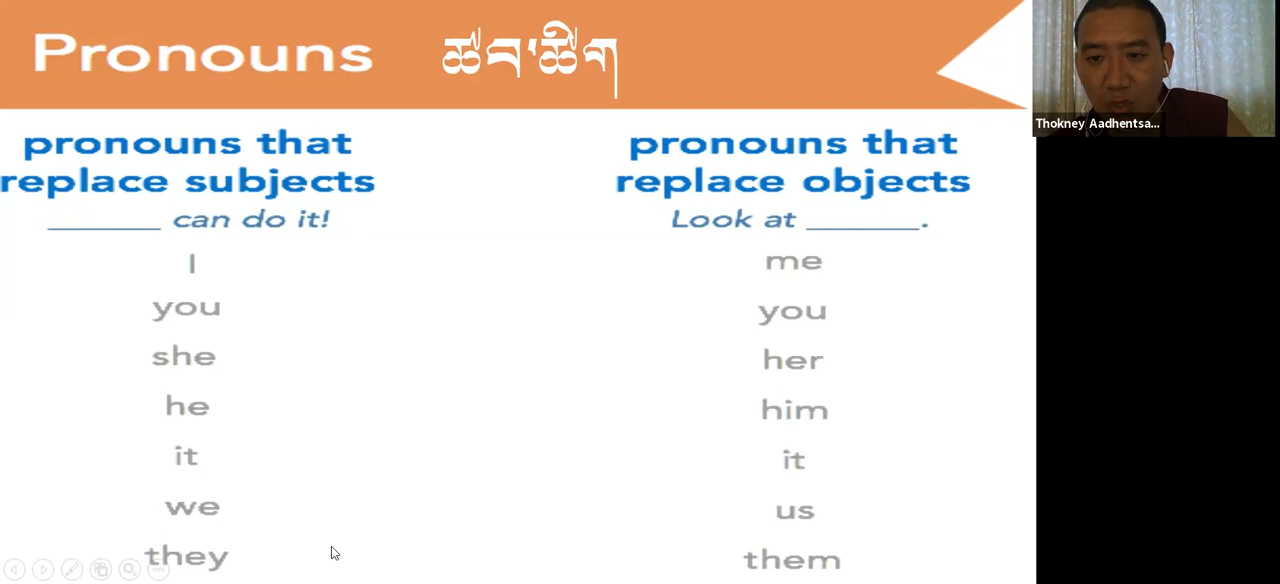 Pronouns ཚབ་ཚིག
Thokney Aadhentsa...
pronouns that
replace subjects
_______ can do it!
I
you
she
he
it
we
they
pronouns that
replace objects
Look at _______.
me
you
her
him
it
us
them